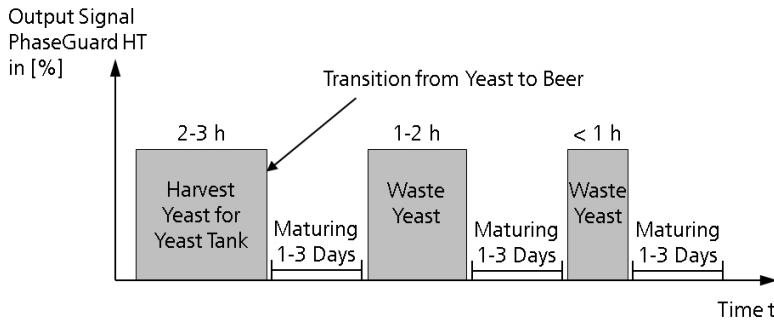 Output Signal
PhaseGuard HT
in [%]
Transition from Yeast to Beer
2-3 h
1-2 h
< 1 h
Harvest
Yeast for
Yeast Tank
Maturing
1-3 Days
Waste
Yeast
Maturing
1-3 Days
Waste
Yeast
Maturing
1-3 Days
Time t